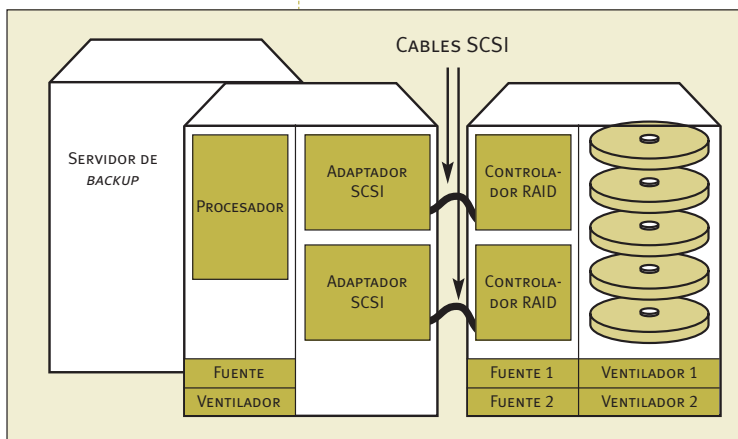 CABLES SCSI
SERVIDOR DE
BACKUP
PROCESADOR
ADAPTADOR
SCSI
ADAPTADOR
SCSI
FUENTE
VENTILADOR
CONTROLA-
DOR RAID
CONTROLA-
DOR RAID
FUENTE 1
VENTILADOR 1
FUENTE 2
VENTILADOR 2